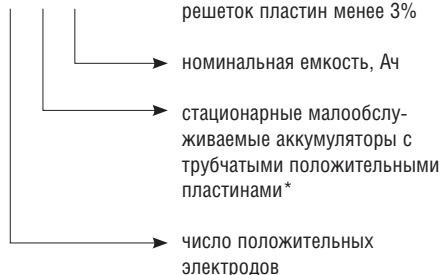 решеток пластин менее 3%
номинальная емкость, Ач
стационарные малообслу-
живаемые аккумуляторы с
трубчатыми положительными
пластинами*
число положительных
электродов